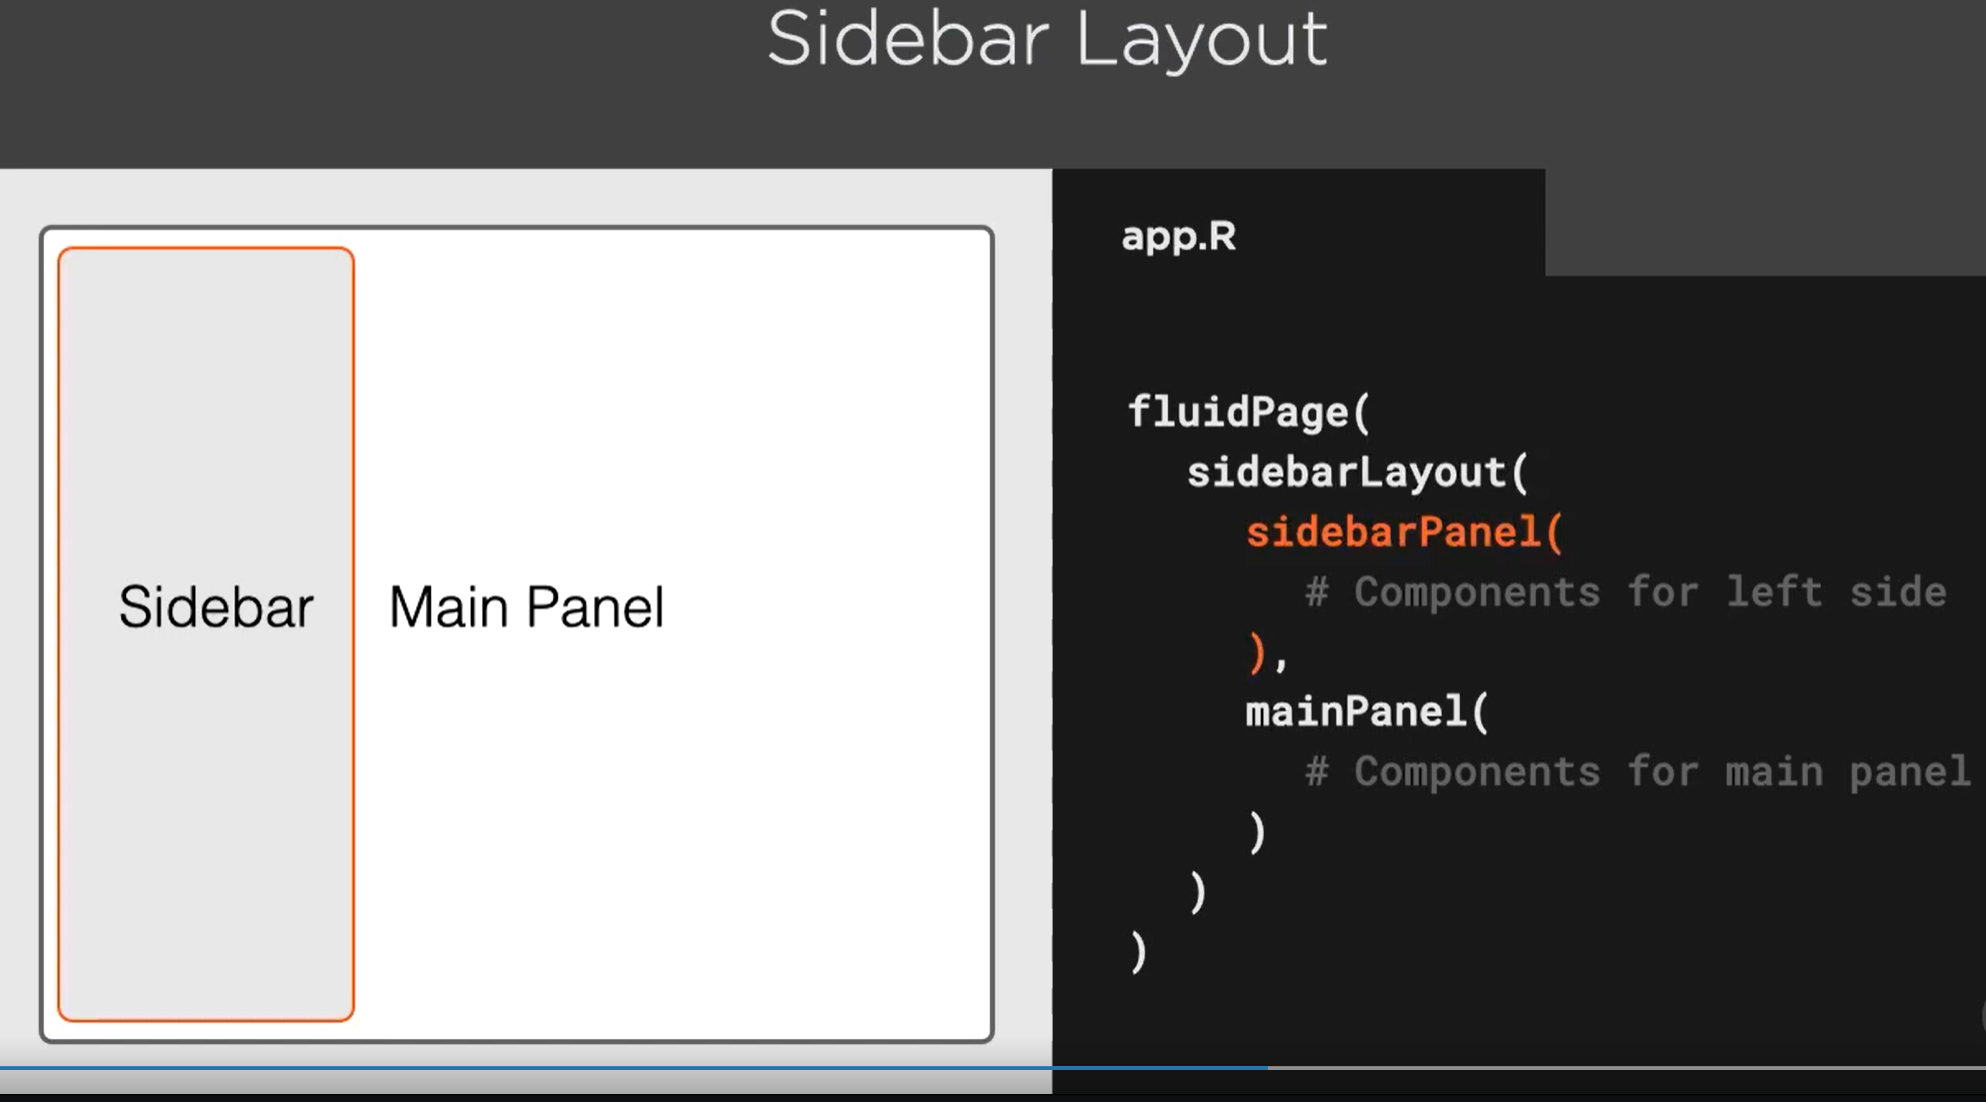 Sidebar Layout
Sidebar
Main Panel
app.R
fluidPage(
sidebarLayout(
sidebarPanel(
# Components for left side
),
mainPanel(
# Components for main panel
)
)
)